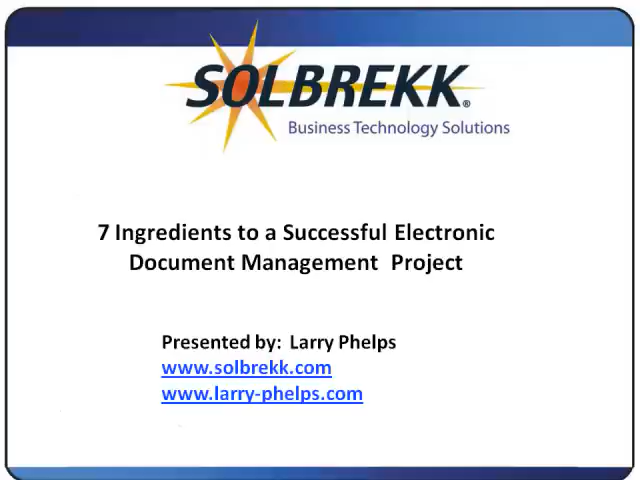 SOLBREKK®
Business Technology Solutions
7 Ingredients to a Successful Electronic
Document Management Project
Presented by: Larry Phelps
www.solbrekk.com
www.larry-phelps.com